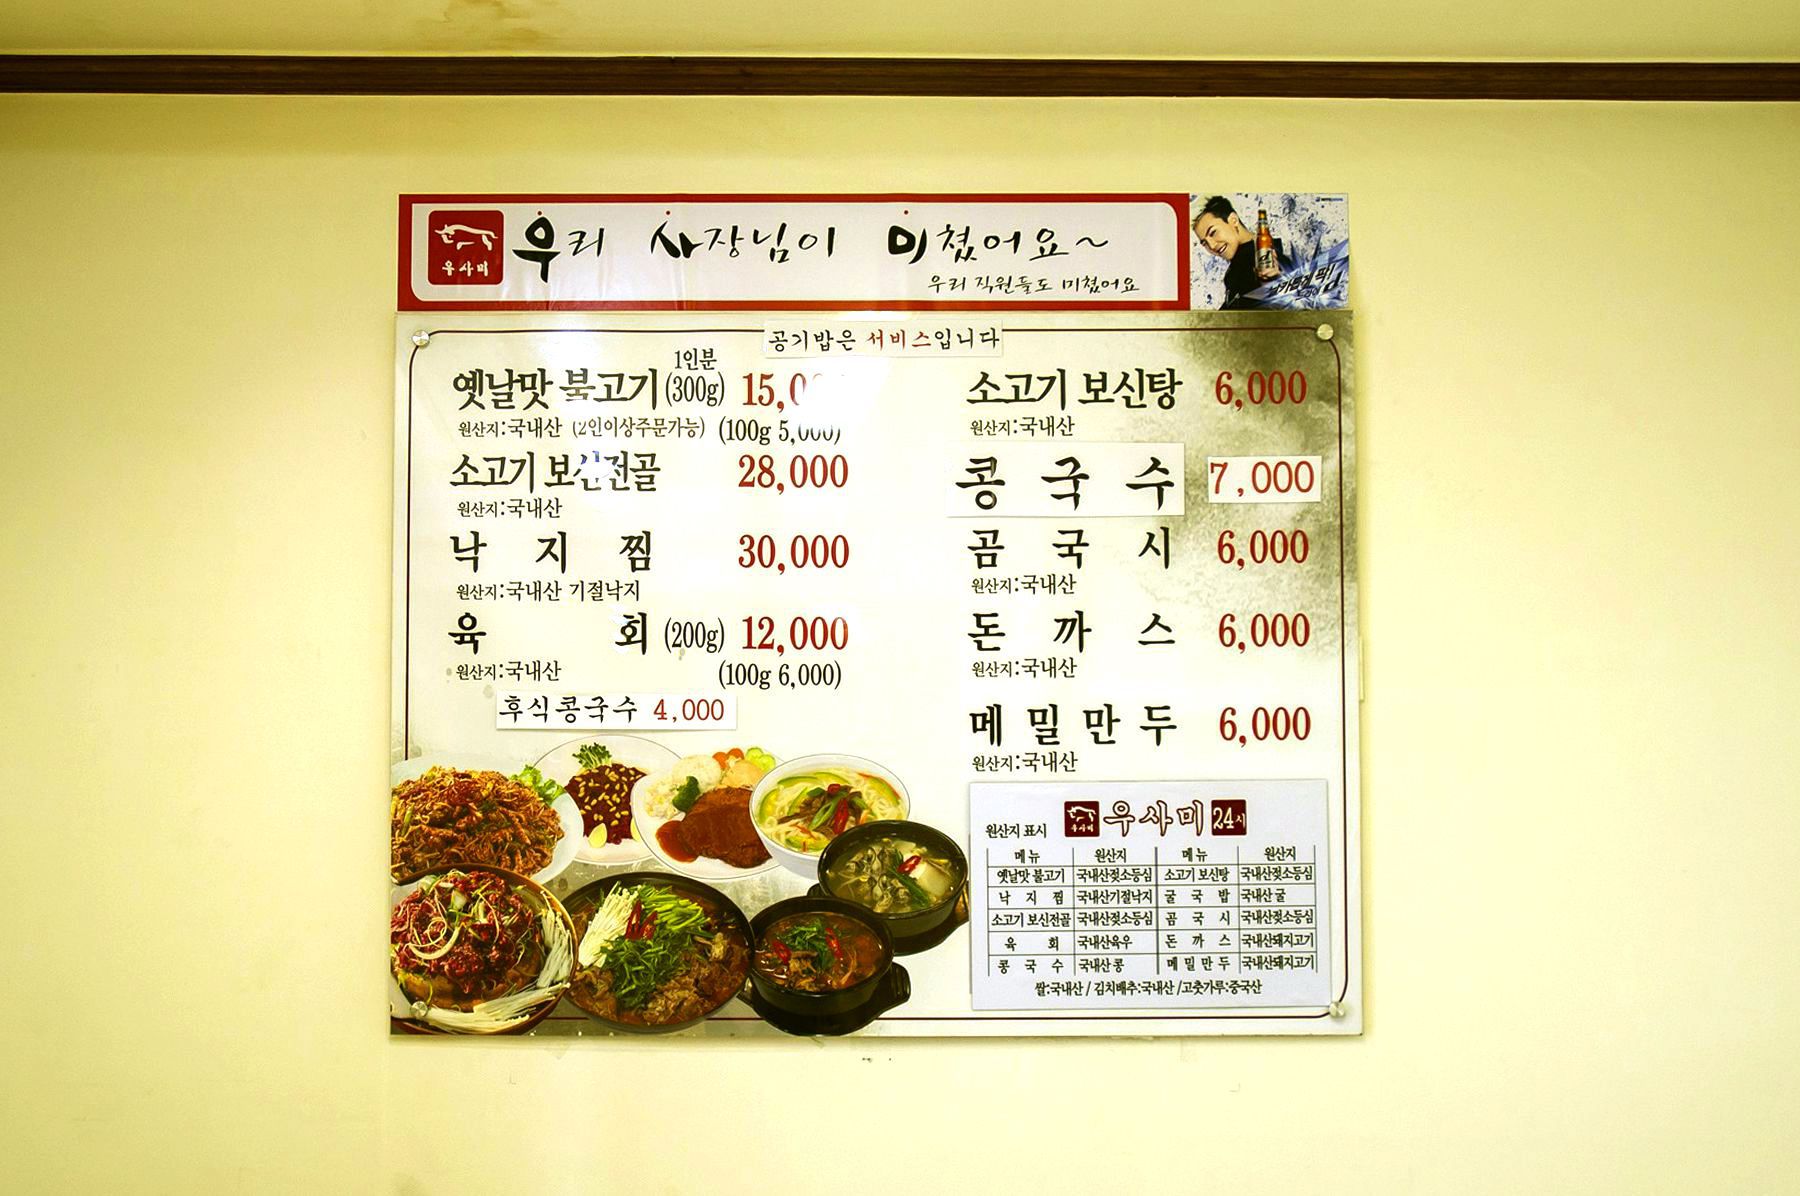 우사미
우리 사장님이 미쳤어요~
우리 직원들도 미쳤어요
공기밥은 서비스입니다
1인분
옛날맛 불고기 (300g)
원산지:국내산 (2인이상주문가능) (100g 5,000)
소고기 보신전골 28,000
원산지:국내산
낙지찜 30,000
원산지:국내산 기절낙지
육회 (200g) 12,000
원산지:국내산 (100g 6,000)
후식콩국수 4,000
소고기 보신탕 6,000
원산지:국내산
콩국수 7,000
곰국시 6,000
원산지:국내산
돈까스 6,000
원산지:국내산
메밀만두 6,000
원산지:국내산
원산지 표시 우사미 우사미 24시
메뉴 원산지 메뉴 원산지
옛날맛 불고기 국내산젖소등심 소고기 보신탕 국내산젖소등심
낙지찜 국내산기절낙지 굴국밥 국내산 굴
소고기 보신전골 국내산젖소등심 곰국시 국내산젖소등심
육회 국내산육우 돈까스 국내산돼지고기
콩국수 국내산 콩 메밀만두 국내산돼지고기
쌀:국내산 / 김치배추:국내산 /고춧가루:중국산